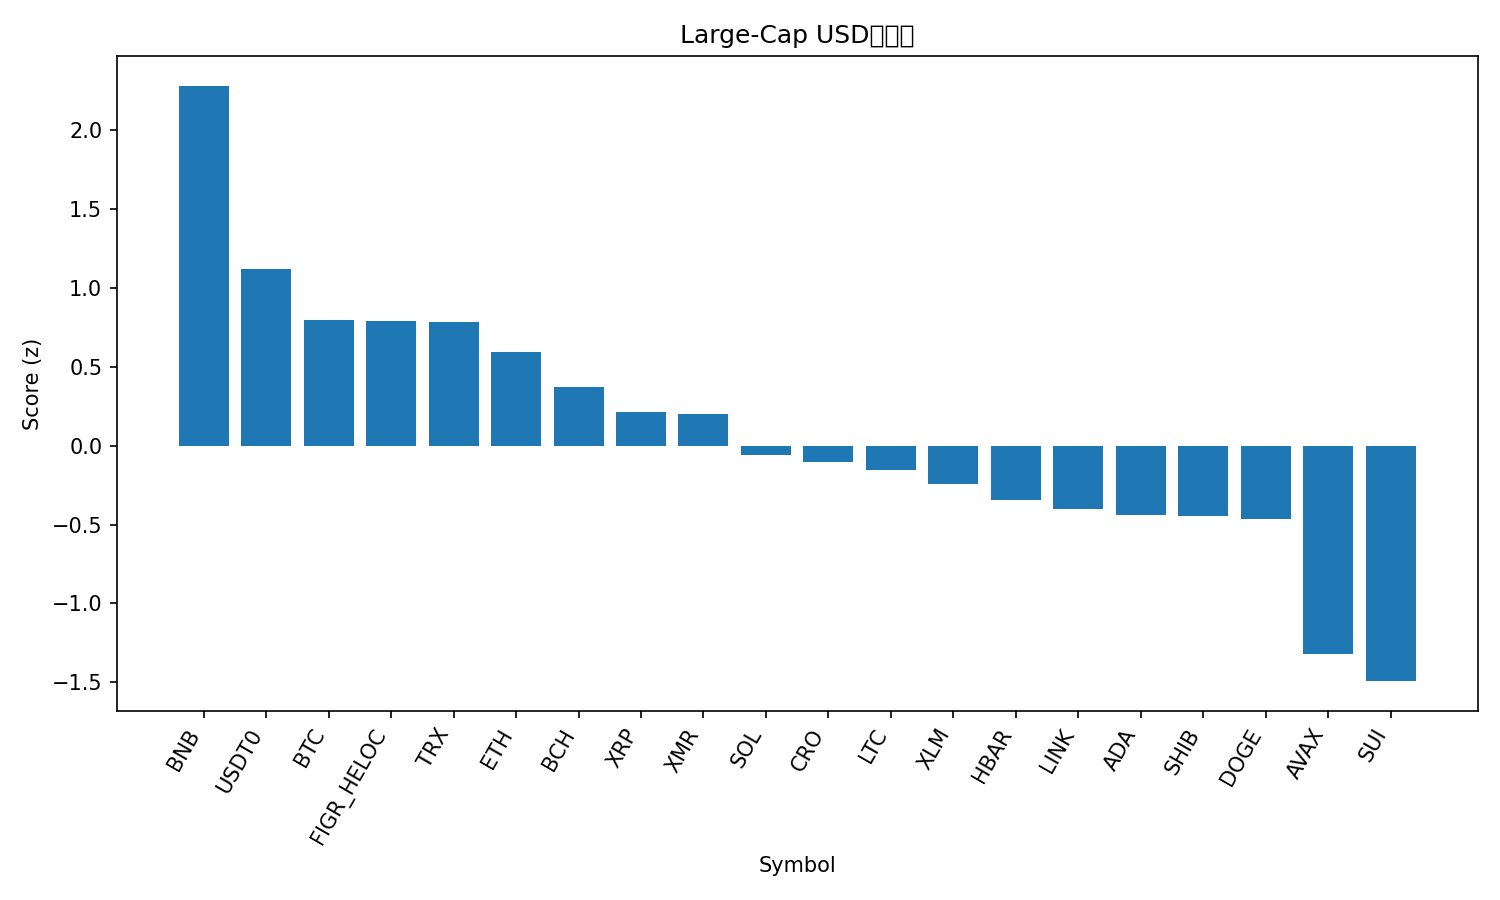 Large-Cap USD
Score (z)
2.0
1.5
1.0
0.5
0.0
−0.5
−1.0
−1.5
BNB
USDT0
BTC
FIGR_HELOC
TRX
ETH
BCH
XRP
XMR
SOL
CRO
LTC
XLM
HBAR
LINK
ADA
SHIB
DOGE
AVAX
SUI
Symbol